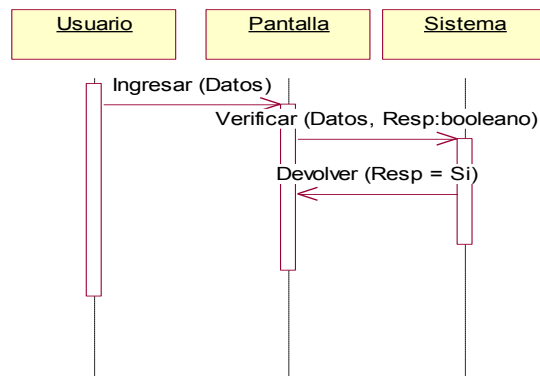 Usuario
Pantalla
Sistema
Ingresar (Datos)
Verificar (Datos, Resp:booleano)
Devolver (Resp = Si)